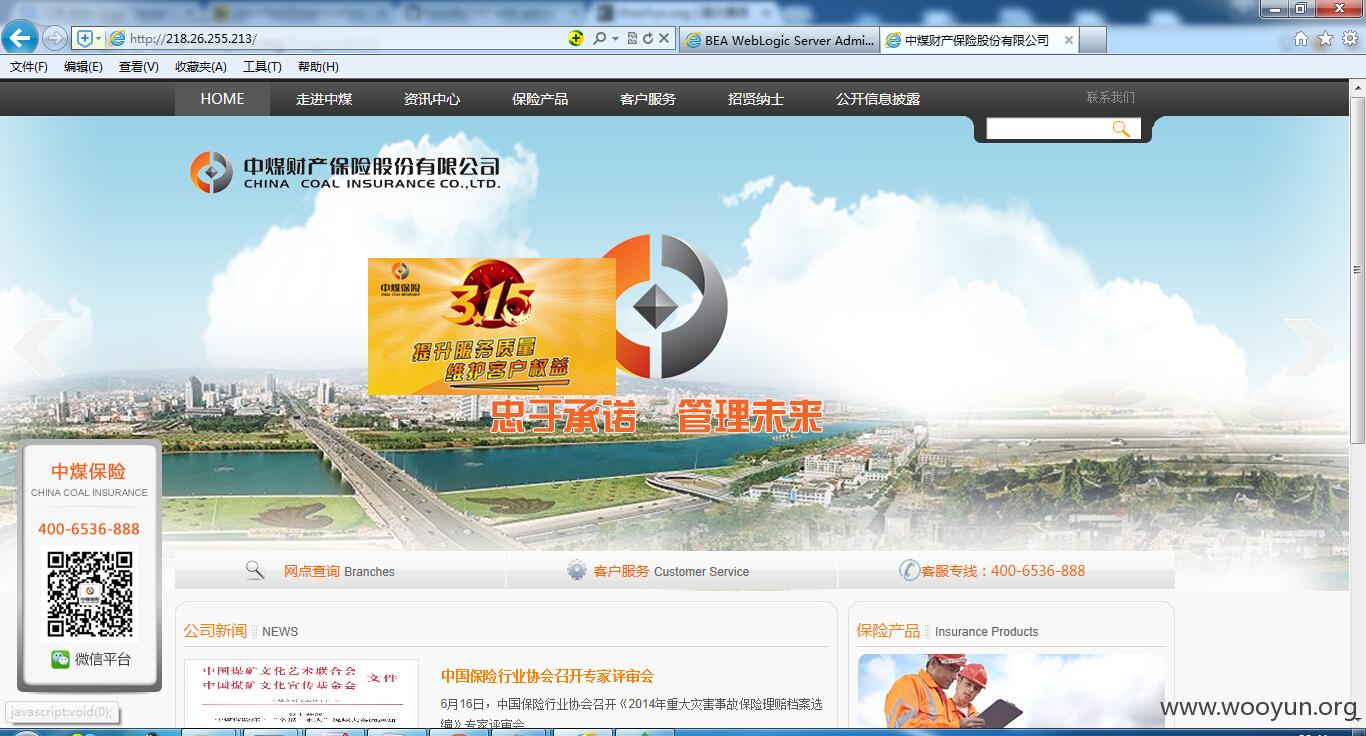 http://218.26.255.213/
BEA WebLogic Server Admi...
中煤财产保险股份有限公司
文件(F) 编辑(E) 查看(V) 收藏夹(A) 工具(T) 帮助(H)
HOME 走进中煤 资讯中心 保险产品 客户服务 招贤纳士 公开信息披露 联系我们
中煤财产保险股份有限公司
CHINA COAL INSURANCE CO.,LTD.
中煤保险
CHINA COAL INSURANCE
3.15
提升服务质量
维护客户权益
忠于承诺 管理未来
中煤保险
CHINA COAL INSURANCE
400-6536-888
微信平台
网点查询 Branches
客户服务 Customer Service
客服专线：400-6536-888
公司新闻 NEWS
保险产品 Insurance Products
中国煤矿文化艺术联合会
中国煤矿文化宣传基金会
文件
中国保险行业协会召开专家评审会
6月16日，中国保险行业协会召开《2014年重大灾害事故保险理赔档案选
编》专家评审会
javascript:void(0);
www.wooyun.org